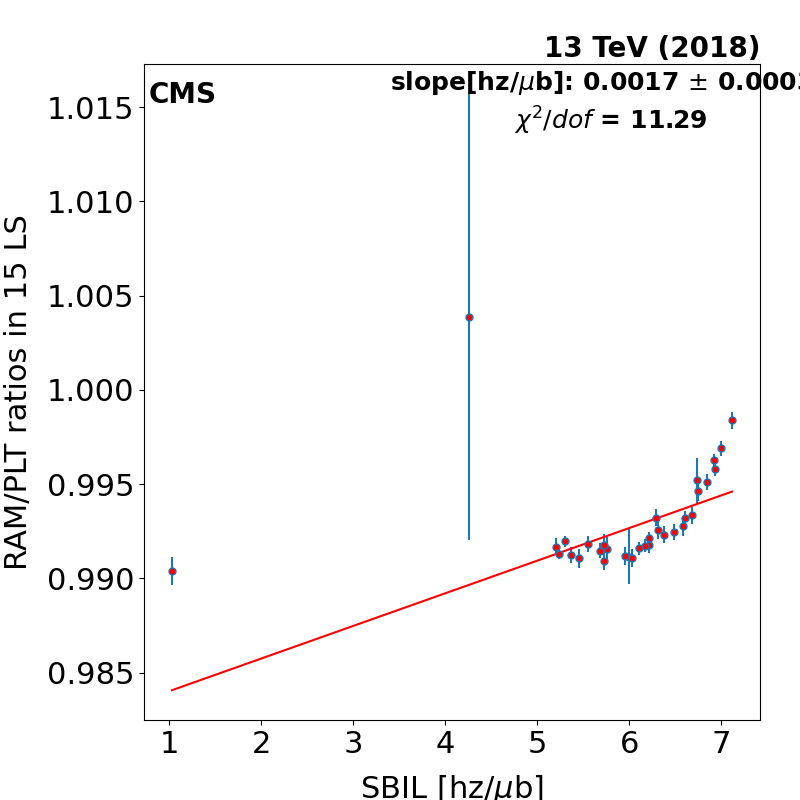 13 TeV (2018)
CMS
slope[hz/μb]: 0.0017 ± 0.0003
χ²/dof = 11.29
RAM/PLT ratios in 15 LS
1.015
1.010
1.005
1.000
0.995
0.990
0.985
1 2 3 4 5 6 7
SBIL [hz/μb]